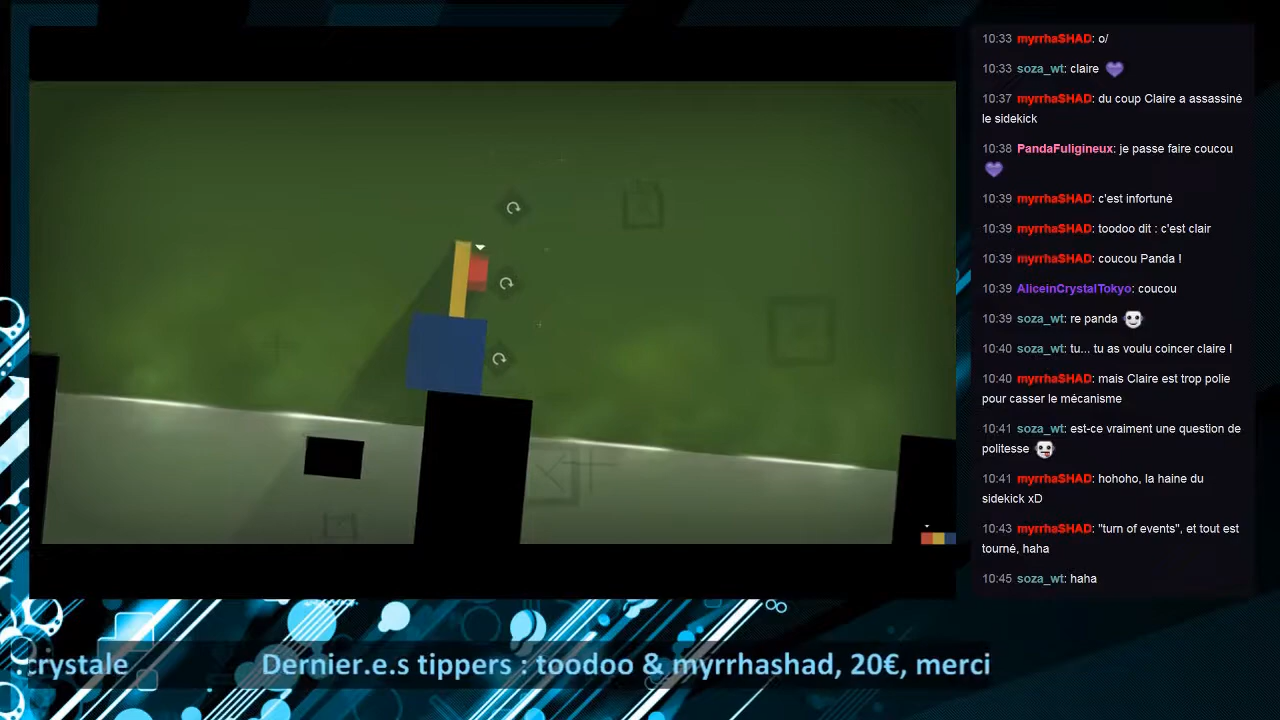 10:33 myrrhaSHAD: o/
10:33 soza_wt: claire
10:37 myrrhaSHAD: du coup Claire a assassiné
le sidekick
10:38 PandaFuligineux: je passe faire coucou
10:39 myrrhaSHAD: c'est infortuné
10:39 myrrhaSHAD: toodoo dit : c'est clair
10:39 myrrhaSHAD: coucou Panda !
10:39 AliceinCrystalTokyo: coucou
10:39 soza_wt: re panda
10:40 soza_wt: tu... tu as voulu coincer claire !
10:40 myrrhaSHAD: mais Claire est trop polie
pour casser le mécanisme
10:41 soza_wt: est-ce vraiment une question de
politesse
10:41 myrrhaSHAD: hohoho, la haine du
sidekick xD
10:43 myrrhaSHAD: "turn of events", et tout est
tourné, haha
10:45 soza_wt: haha
crystale Dernier.e.s tippers : toodoo & myrrhashad, 20€, merci